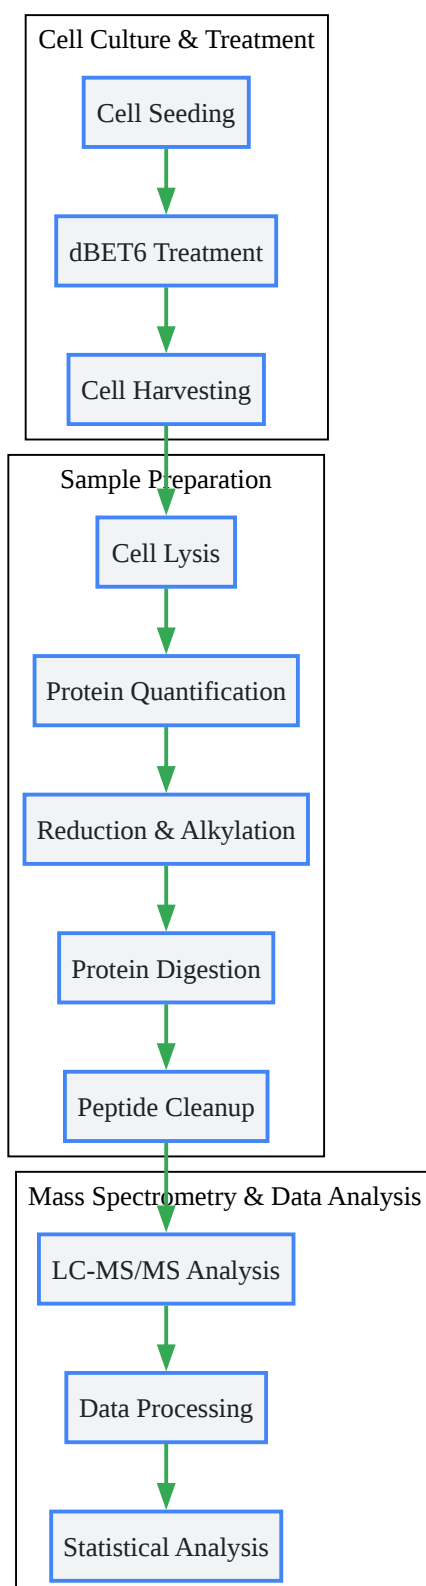 Cell Culture & Treatment
Cell Seeding
dBET6 Treatment
Cell Harvesting
Sample Preparation
Cell Lysis
Protein Quantification
Reduction & Alkylation
Protein Digestion
Peptide Cleanup
Mass Spectrometry & Data Analysis
LC-MS/MS Analysis
Data Processing
Statistical Analysis